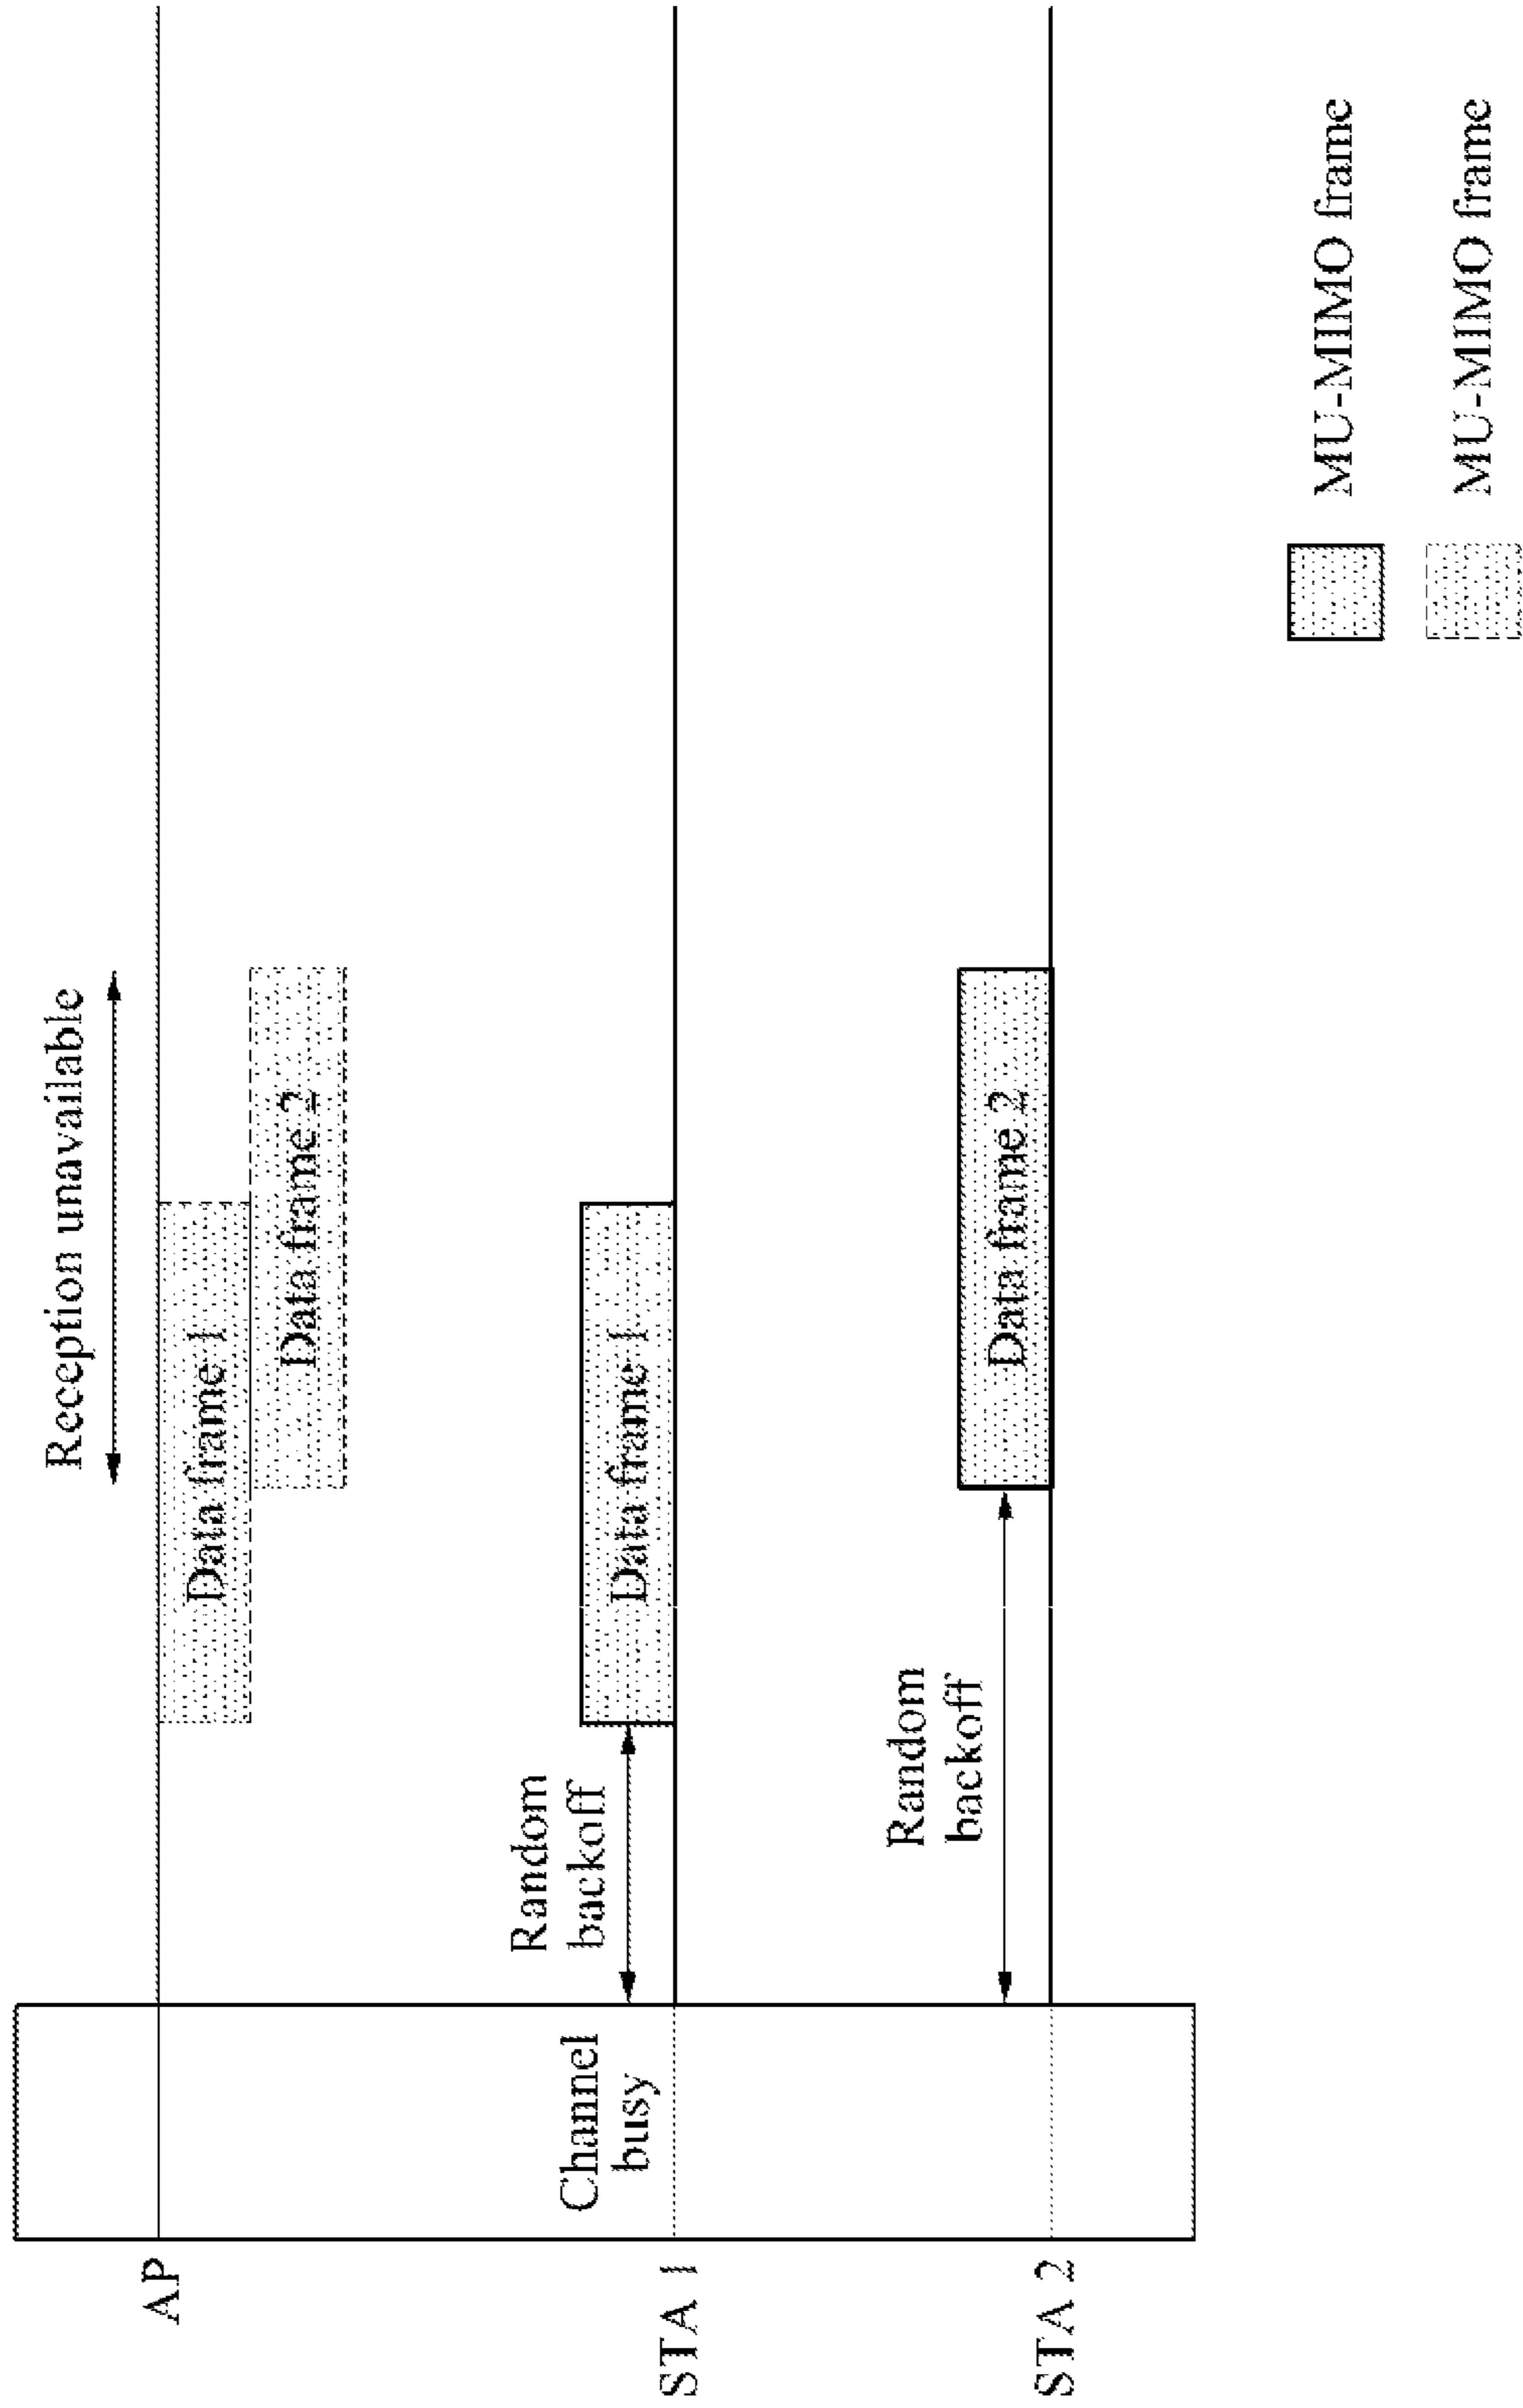 Reception unavailable
AP
Data frame 1
Data frame 2
Channel
busy
Random
backoff
STA 1
Data frame 1
Random
backoff
STA 2
Data frame 2
MU-MIMO frame
MU-MIMO frame